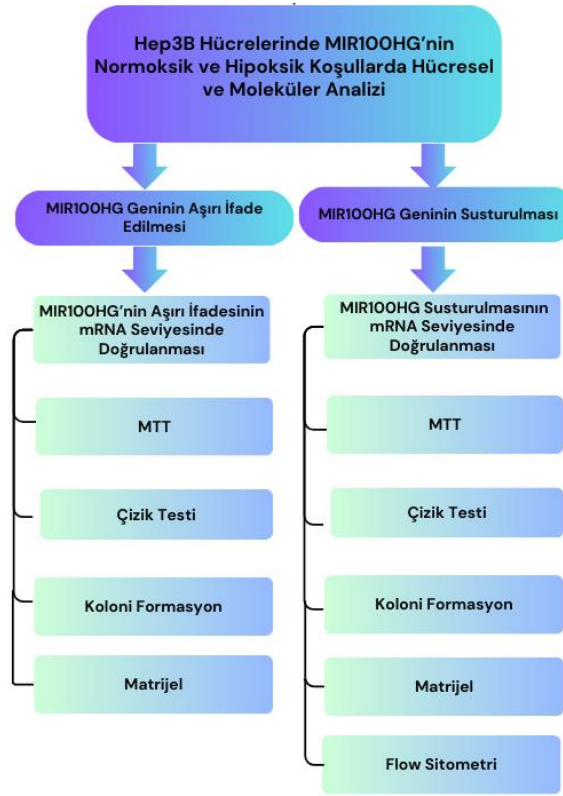 Hep3B Hücrelerinde MIR100HG'nin
Normoksik ve Hipoksik Koşullarda Hücresel
ve Moleküler Analizi
MIR100HG Geninin Aşırı İfade
Edilmesi
MIR100HG'nin Aşırı İfadesinin
mRNA Seviyesinde
Doğrulanması
MTT
Çizik Testi
Koloni Formasyon
Matrijel
MIR100HG Geninin Susturulması
MIR100HG Susturulmasının
mRNA Seviyesinde
Doğrulanması
MTT
Çizik Testi
Koloni Formasyon
Matrijel
Flow Sitometri